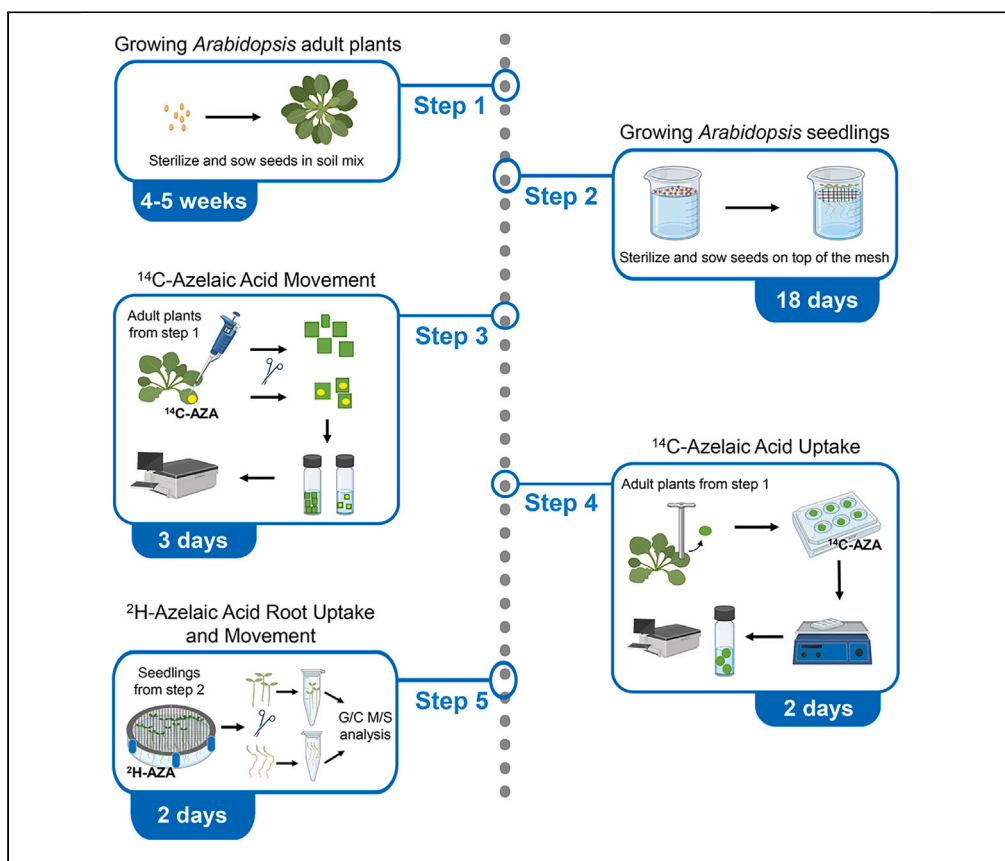 Growing Arabidopsis adult plants
Sterilize and sow seeds in soil mix
4-5 weeks
Step 1
Growing Arabidopsis seedlings
Step 2
Sterilize and sow seeds on top of the mesh
18 days
¹⁴C-Azelaic Acid Movement
Step 3
Adult plants
from step 1
¹⁴C-AZA
3 days
¹⁴C-Azelaic Acid Uptake
Step 4
Adult plants from step 1
¹⁴C-AZA
2 days
²H-Azelaic Acid Root Uptake
and Movement
Step 5
Seedlings
from step 2
²H-AZA
G/C M/S
analysis
2 days